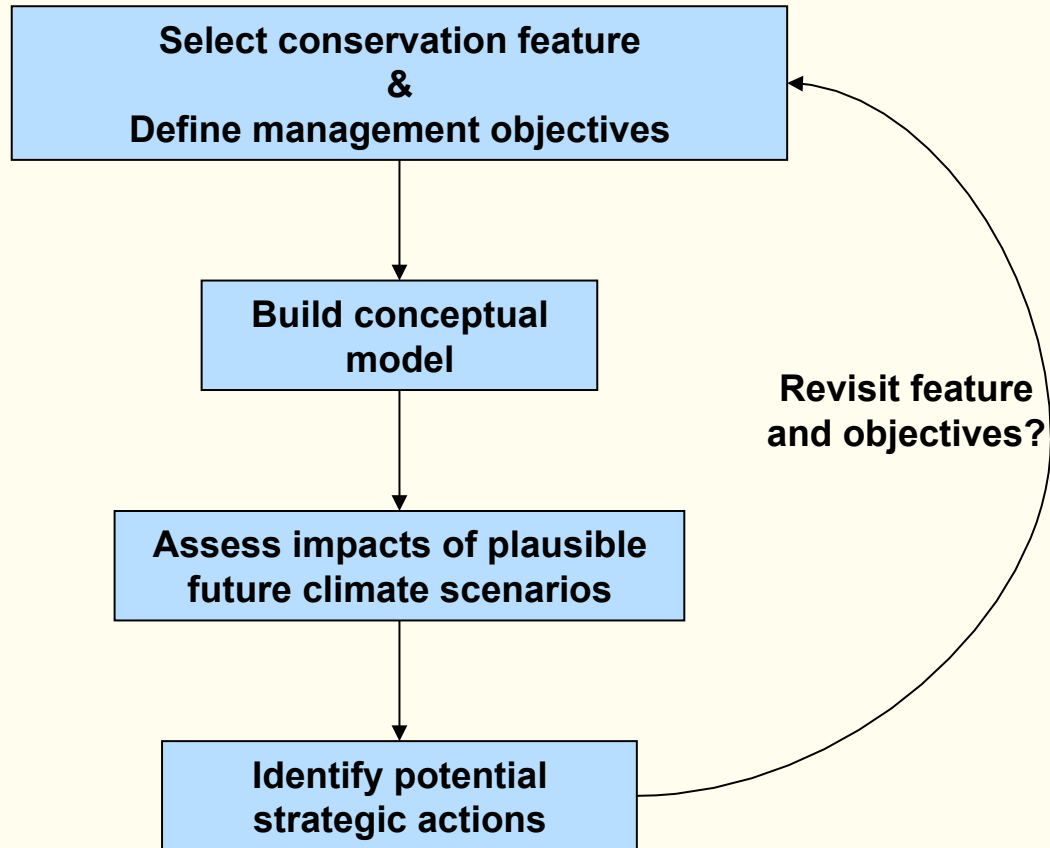 Select conservation feature
&
Define management objectives
Build conceptual
model
Revisit feature
and objectives?
Assess impacts of plausible
future climate scenarios
Identify potential
strategic actions